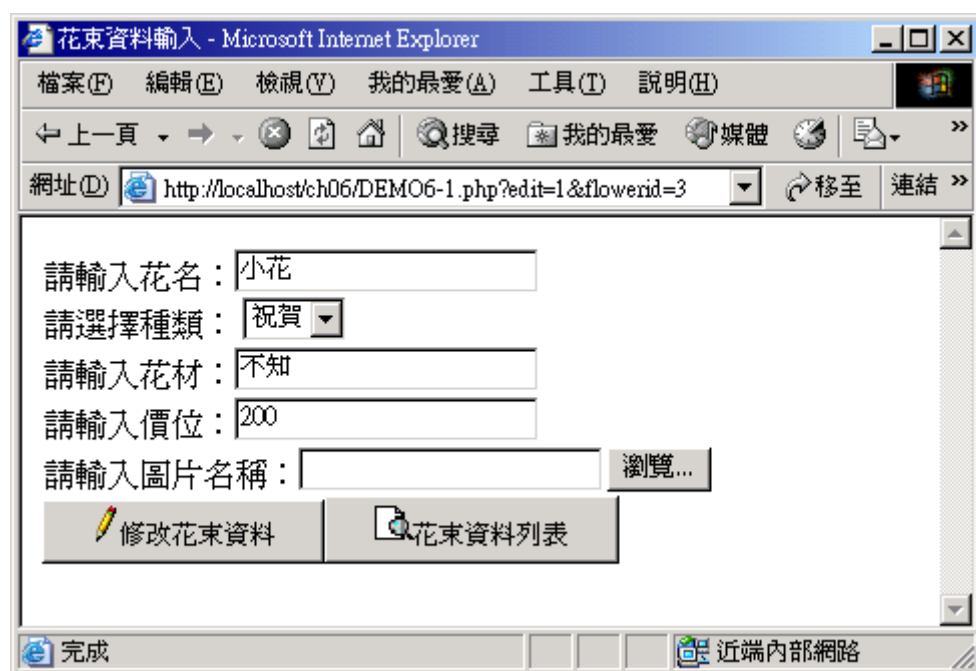 花束資料輸入 - Microsoft Internet Explorer
檔案(F) 編輯(E) 檢視(V) 我的最愛(A) 工具(T) 說明(H)
上一頁 搜尋 我的最愛 媒體 »
網址(D) http://localhost/ch06/DEMO6-1.php?edit=1&flowerid=3 移至 連結 »
請輸入花名：小花
請選擇種類：祝賀
請輸入花材：不知
請輸入價位：200
請輸入圖片名稱： 瀏覽...
修改花束資料 花束資料列表
完成 近端內部網路